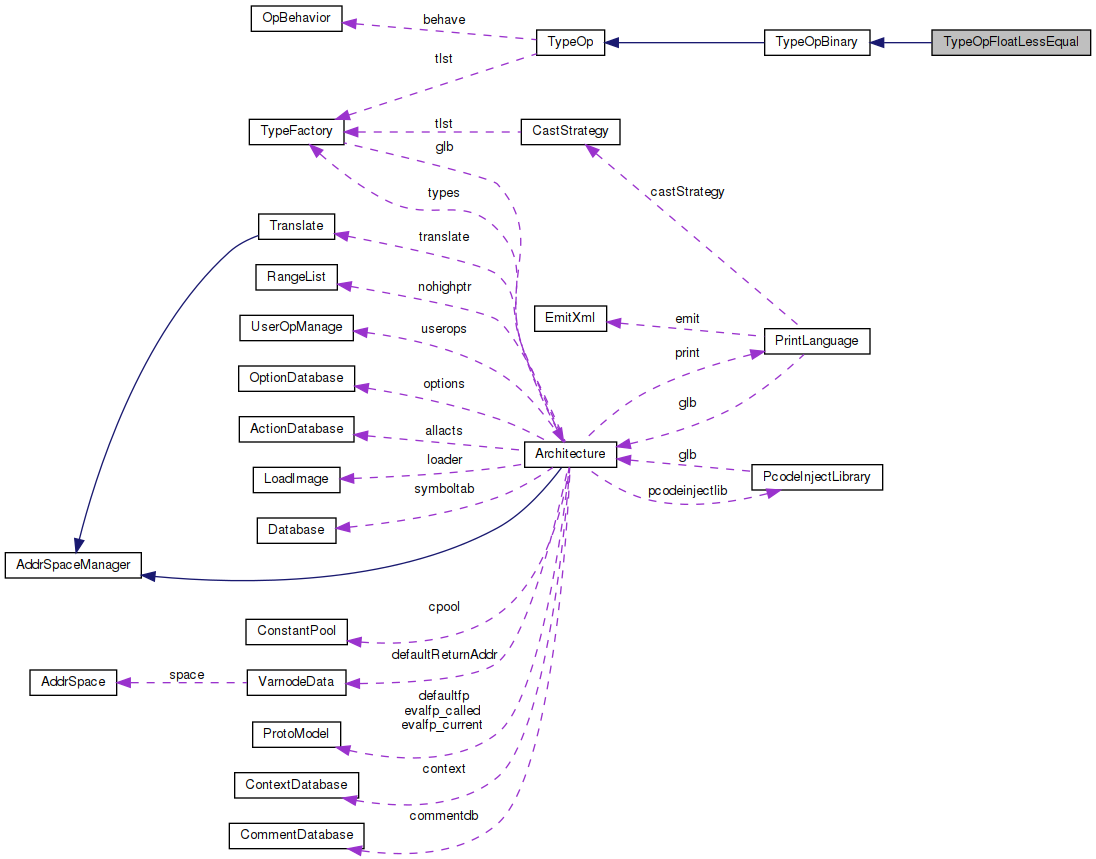 OpBehavior
behave
TypeOp
TypeOpBinary
TypeOpFloatLessEqual
tlst
TypeFactory
tlst
CastStrategy
glb
types
castStrategy
Translate
translate
RangeList
nohighptr
UserOpManage
userops
EmitXml
emit
PrintLanguage
print
OptionDatabase
options
glb
ActionDatabase
allacts
Architecture
glb
loader
LoadImage
PcodeInjectLibrary
symboltab
pcodeinjectlib
Database
AddrSpaceManager
cpool
ConstantPool
defaultReturnAddr
AddrSpace
space
VarnodeData
defaultfp
evalfp_called
evalfp_current
ProtoModel
context
ContextDatabase
commentdb
CommentDatabase